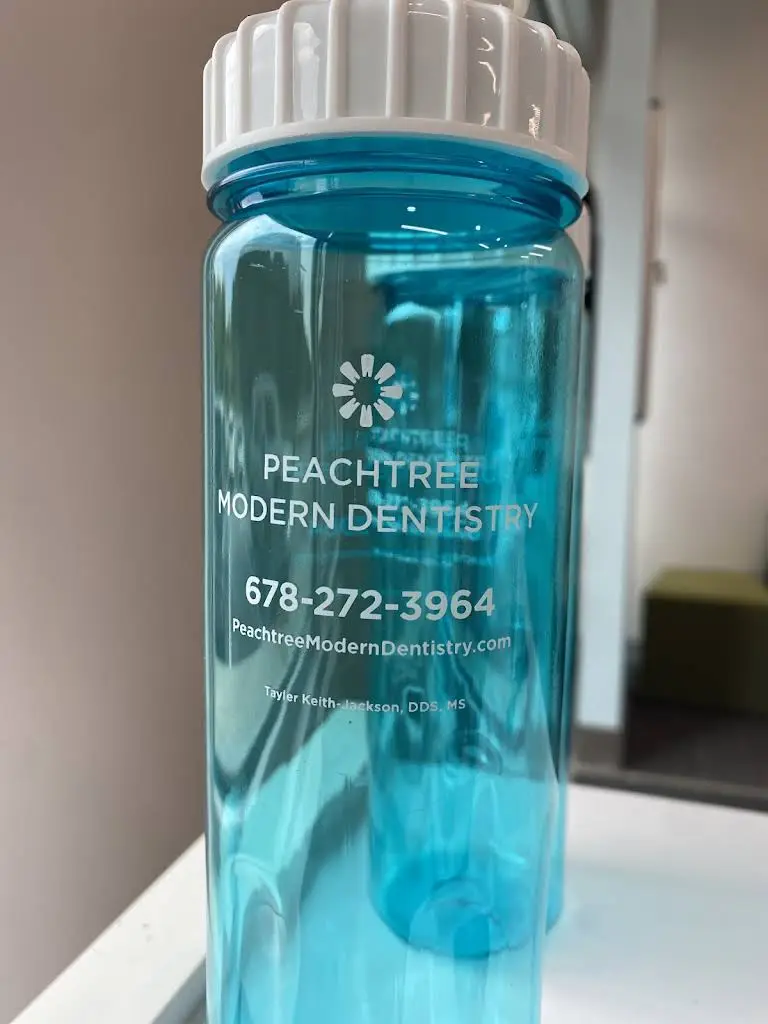 PEACHTREE
MODERN DENTISTRY
678-272-3964
PeachtreeModernDentistry.com
Tayler Keith-Jackson, DDS, MS